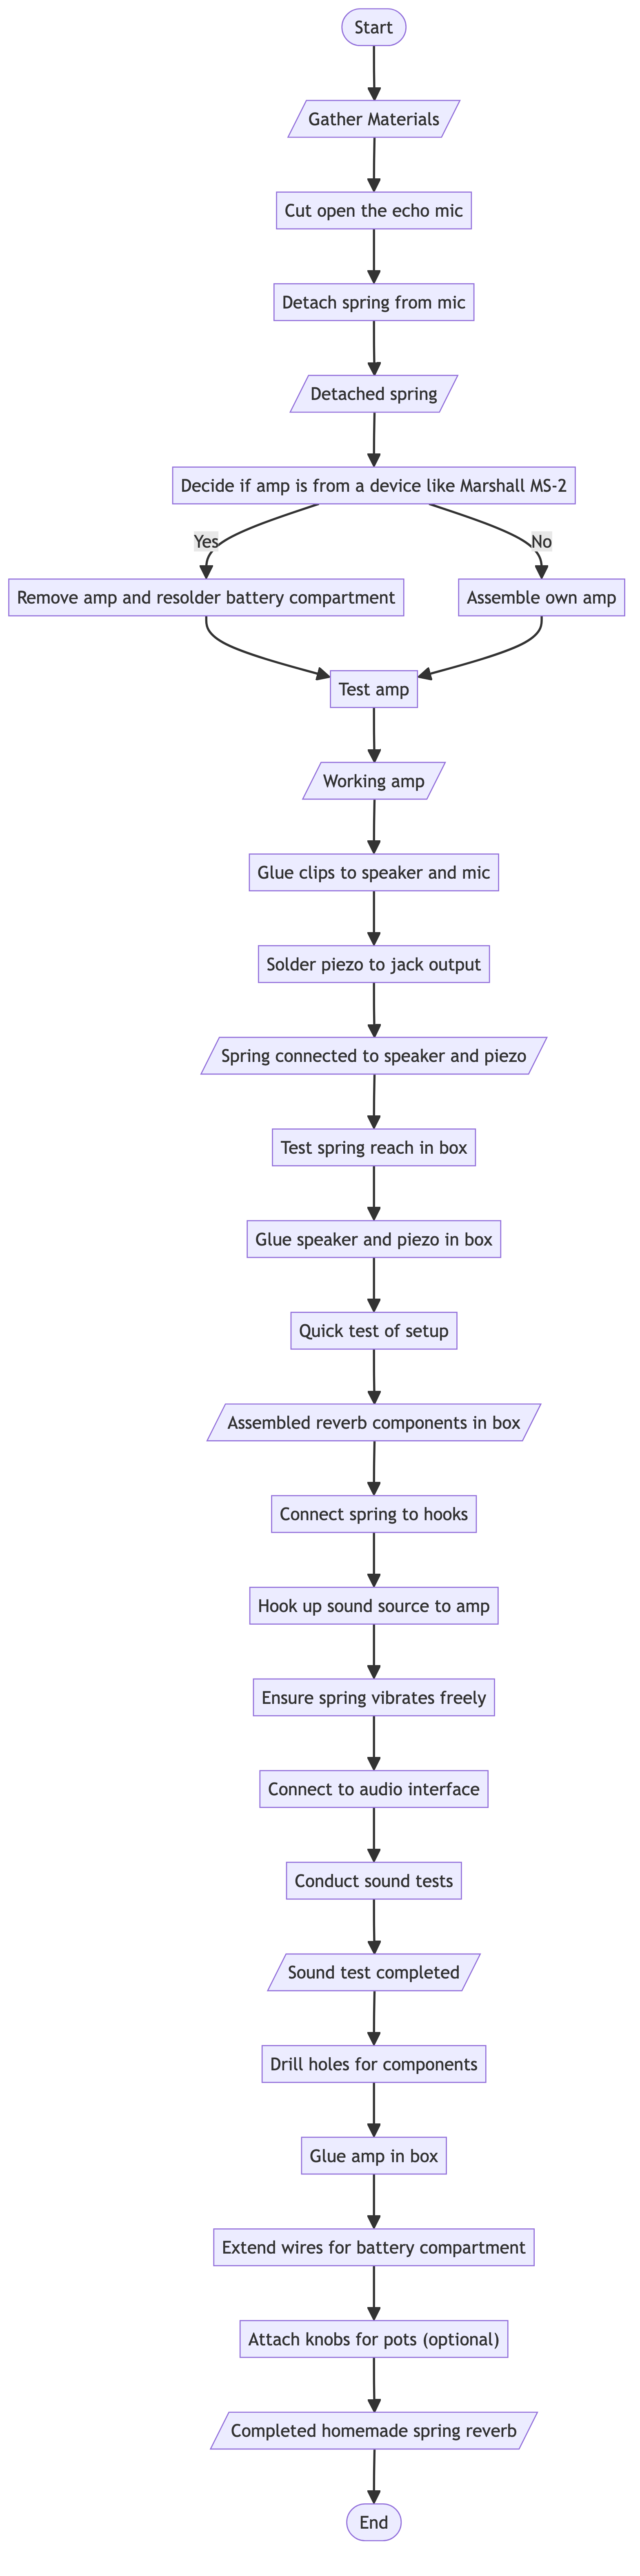 Start
Gather Materials
Cut open the echo mic
Detach spring from mic
Detached spring
Decide if amp is from a device like Marshall MS-2
Yes
No
Remove amp and resolder battery compartment
Assemble own amp
Test amp
Working amp
Glue clips to speaker and mic
Solder piezo to jack output
Spring connected to speaker and piezo
Test spring reach in box
Glue speaker and piezo in box
Quick test of setup
Assembled reverb components in box
Connect spring to hooks
Hook up sound source to amp
Ensure spring vibrates freely
Connect to audio interface
Conduct sound tests
Sound test completed
Drill holes for components
Glue amp in box
Extend wires for battery compartment
Attach knobs for pots (optional)
Completed homemade spring reverb
End